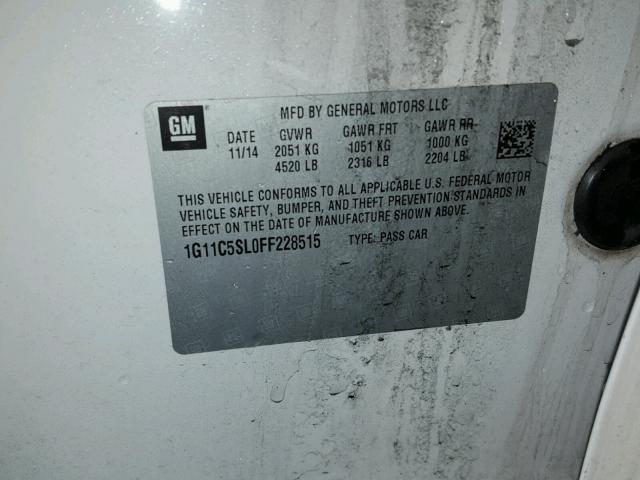 GM
MFD BY GENERAL MOTORS LLC
DATE GVWR GAWR FRT GAWR RR
11/14 2051 KG 1051 KG 1000 KG
4520 LB 2316 LB 2204 LB
THIS VEHICLE CONFORMS TO ALL APPLICABLE U.S. FEDERAL MOTOR
VEHICLE SAFETY, BUMPER, AND THEFT PREVENTION STANDARDS IN
EFFECT ON THE DATE OF MANUFACTURE SHOWN ABOVE.
1G11C5SL0FF228515 TYPE: PASS CAR